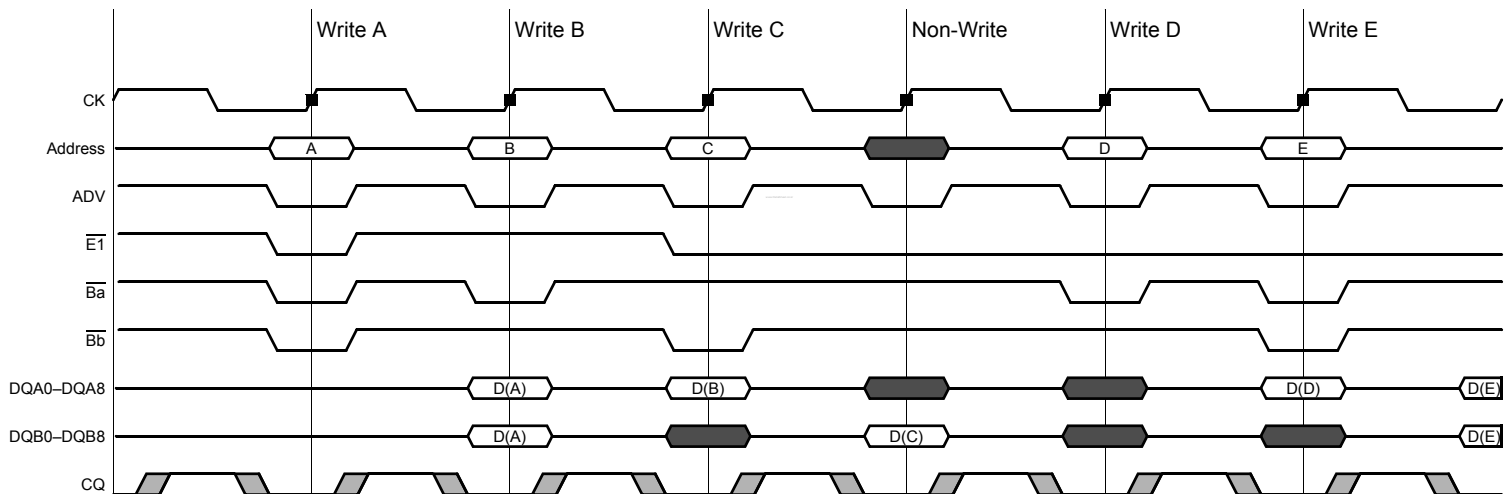 Write A Write B Write C Non-Write Write D Write E
CK
Address A B C D E
ADV
E1
Ba
Bb
DQA0–DQA8 D(A) D(B) D(D) D(E)
DQB0–DQB8 D(A) D(C) D(E)
CQ